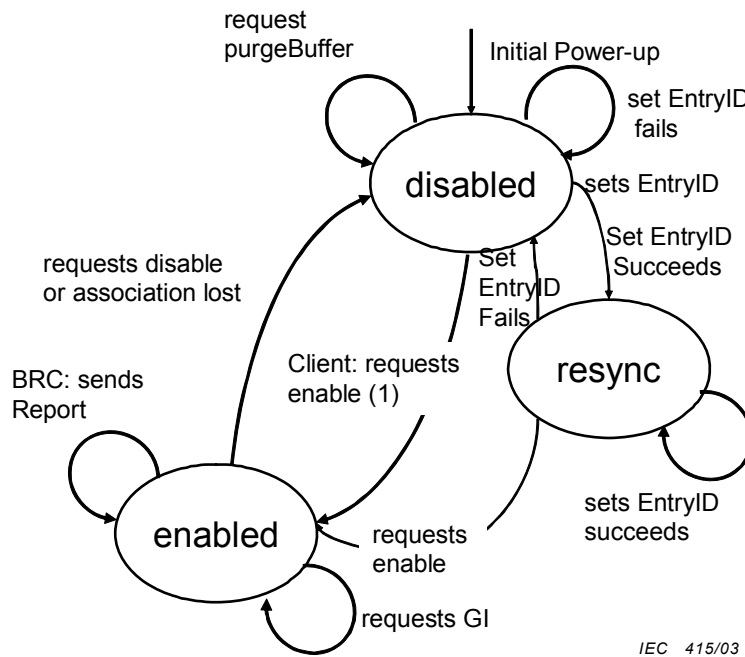 request
purgeBuffer
Initial Power-up
set EntryID
fails
disabled
sets EntryID
Set EntryID
Succeeds
Set
EntryID
Fails
requests disable
or association lost
Client: requests
enable (1)
resync
BRC: sends
Report
enabled
requests
enable
sets EntryID
succeeds
requests GI
IEC 415/03